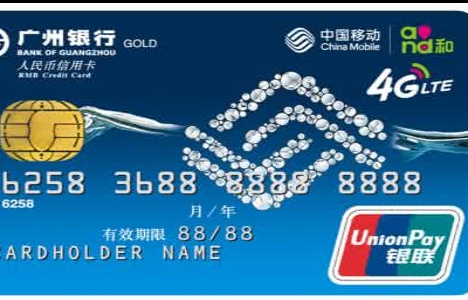 广州银行 GOLD
BANK OF GUANGZHOU
人民币信用卡
RMB Credit Card
中国移动
China Mobile
and和
4G LTE
6258 3688 8888 8888
6258
月/年
有效期限 88/88
CARDHOLDER NAME
UnionPay
银联